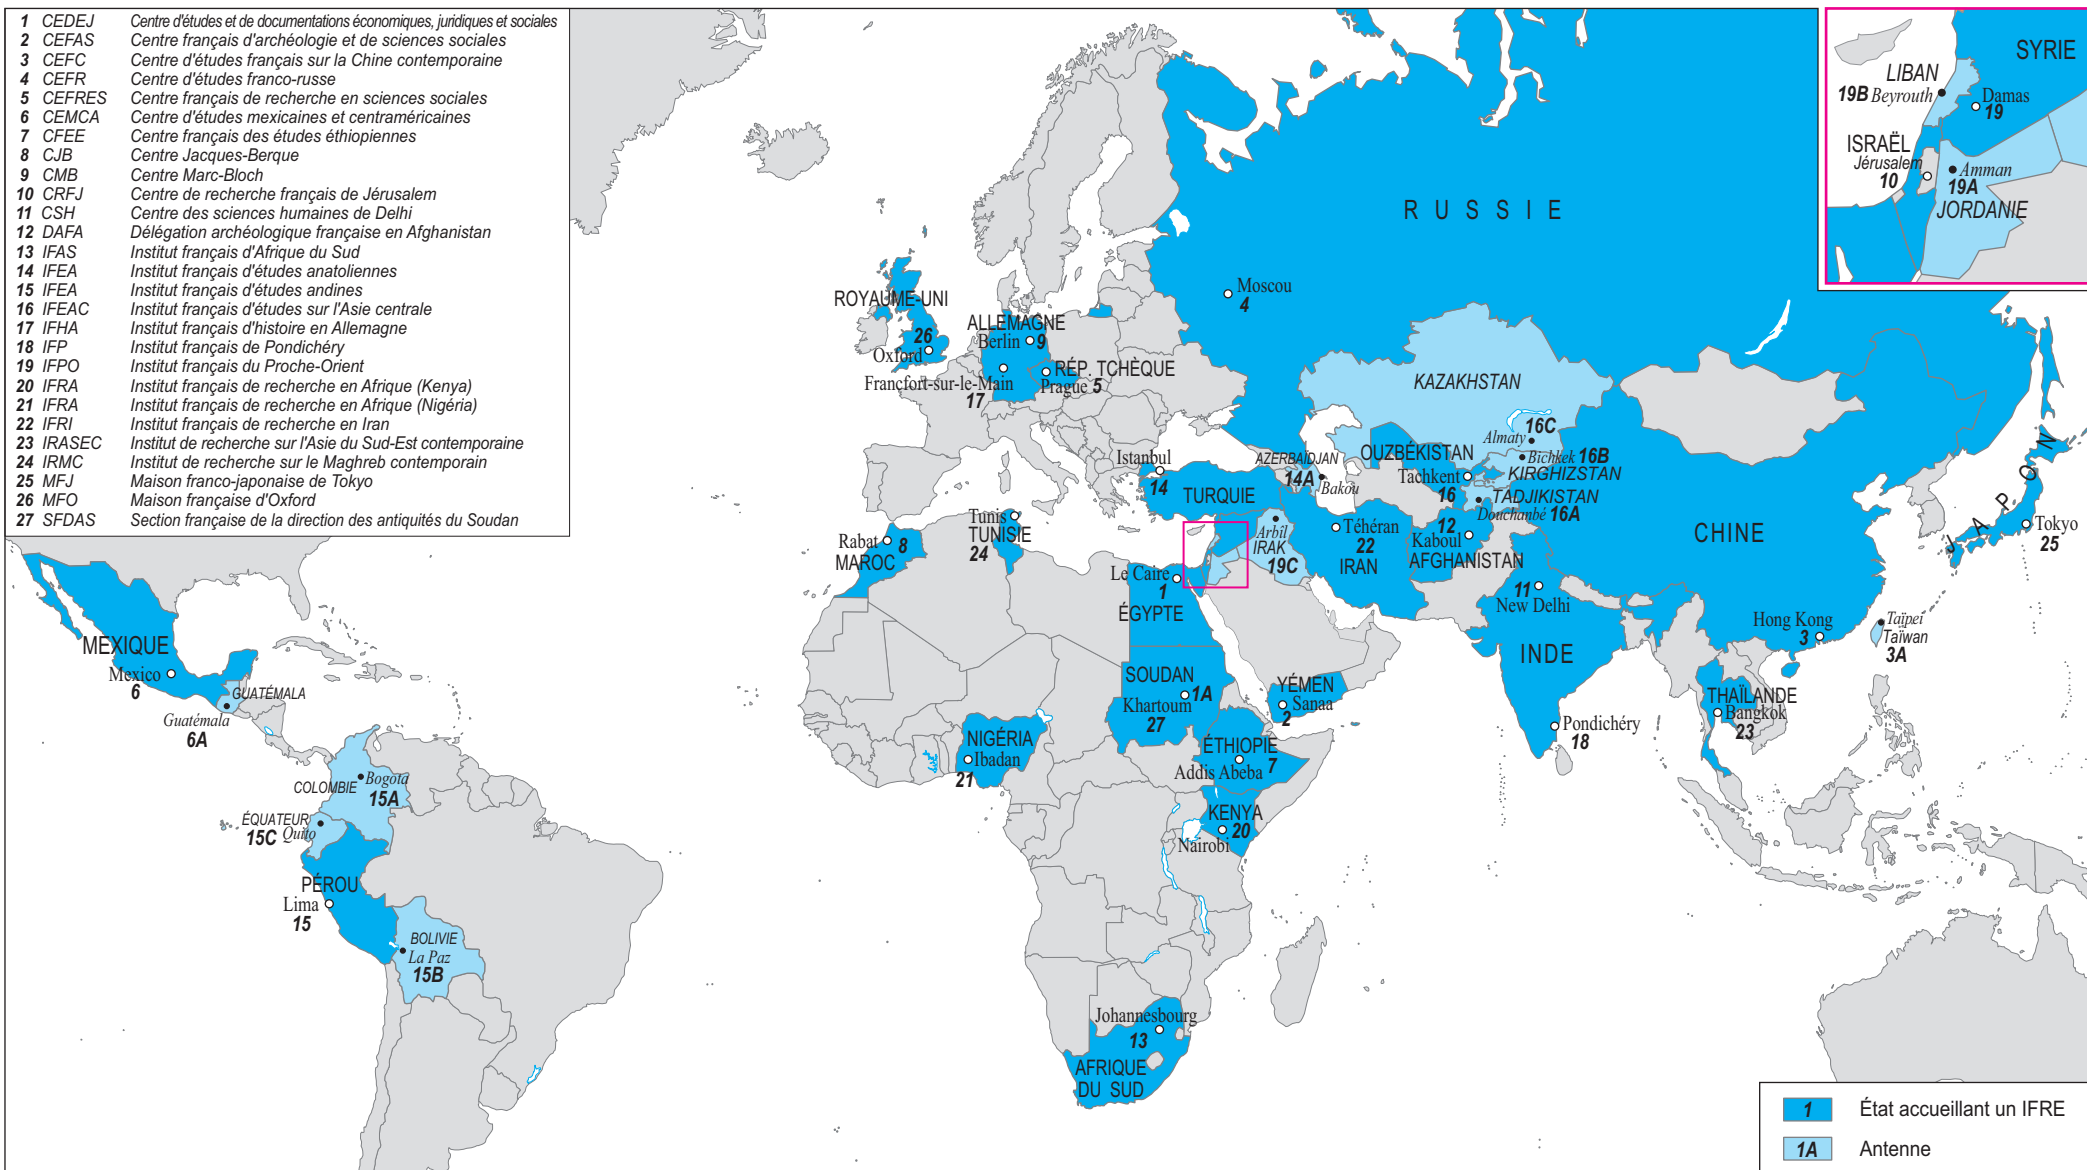 1 CEDEJ Centre d'études et de documentations économiques, juridiques et sociales
2 CEFAS Centre français d'archéologie et de sciences sociales
3 CEFC Centre d'études français sur la Chine contemporaine
4 CEFR Centre d'études franco-russe
5 CEFRES Centre français de recherche en sciences sociales
6 CEMCA Centre d'études mexicaines et centraméricaines
7 CFEE Centre français des études éthiopiennes
8 CJB Centre Jacques-Berque
9 CMB Centre Marc-Bloch
10 CRFJ Centre de recherche français de Jérusalem
11 CSH Centre des sciences humaines de Delhi
12 DAFA Délégation archéologique française en Afghanistan
13 IFAS Institut français d'Afrique du Sud
14 IFEA Institut français d'études anatoliennes
15 IFEA Institut français d'études andines
16 IFEAC Institut français d'études sur l'Asie centrale
17 IFHA Institut français d'histoire en Allemagne
18 IFP Institut français de Pondichéry
19 IFPO Institut français du Proche-Orient
20 IFRA Institut français de recherche en Afrique (Kenya)
21 IFRA Institut français de recherche en Afrique (Nigéria)
22 IFRI Institut français de recherche en Iran
23 IRASEC Institut de recherche sur l'Asie du Sud-Est contemporaine
24 IRMC Institut de recherche sur le Maghreb contemporain
25 MFJ Maison franco-japonaise de Tokyo
26 MFO Maison française d'Oxford
27 SFDAS Section française de la direction des antiquités du Soudan
SYRIE
LIBAN
19B Beyrouth
Damas
19
ISRAËL
Jérusalem
10
Amman
19A
JORDANIE
RUSSIE
Moscou
4
ROYAUME-UNI
26
Oxford
ALLEMAGNE
Berlin 9
Francfort-sur-le-Main
17
RÉP. TCHÈQUE
Prague 5
KAZAKHSTAN
16C
Almaty
Bichkek 16B
KIRGHIZSTAN
OUZBÉKISTAN
Tachkent
16
TADJIKISTAN
Douchanbé 16A
AZERBAÏDJAN
14A
Bakou
Istanbul
14
TURQUIE
Arbil
IRAK
19C
Téhéran
22
IRAN
12
Kaboul
AFGHANISTAN
CHINE
JAPON
Tokyo
25
Tunis
TUNISIE
24
Rabat 8
MAROC
Le Caire
1
ÉGYPTE
11
New Delhi
INDE
Hong Kong
3
Taïpei
Taïwan
3A
MEXIQUE
Mexico
6
GUATÉMALA
Guatémala
6A
SOUDAN
1A
Khartoum
27
YÉMEN
Sanaa
2
THAÏLANDE
Bangkok
23
Pondichéry
18
NIGÉRIA
Ibadan
21
ÉTHIOPIE
Addis Abeba 7
KENYA
20
Nairobi
COLOMBIE
Bogota
15A
ÉQUATEUR
15C Quito
PÉROU
Lima
15
BOLIVIE
La Paz
15B
Johannesbourg
13
AFRIQUE
DU SUD
1 État accueillant un IFRE
1A Antenne